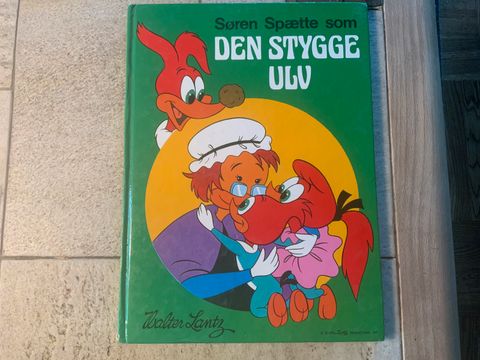 Søren Spætte som
DEN STYGGE
ULV
Walter Lantz